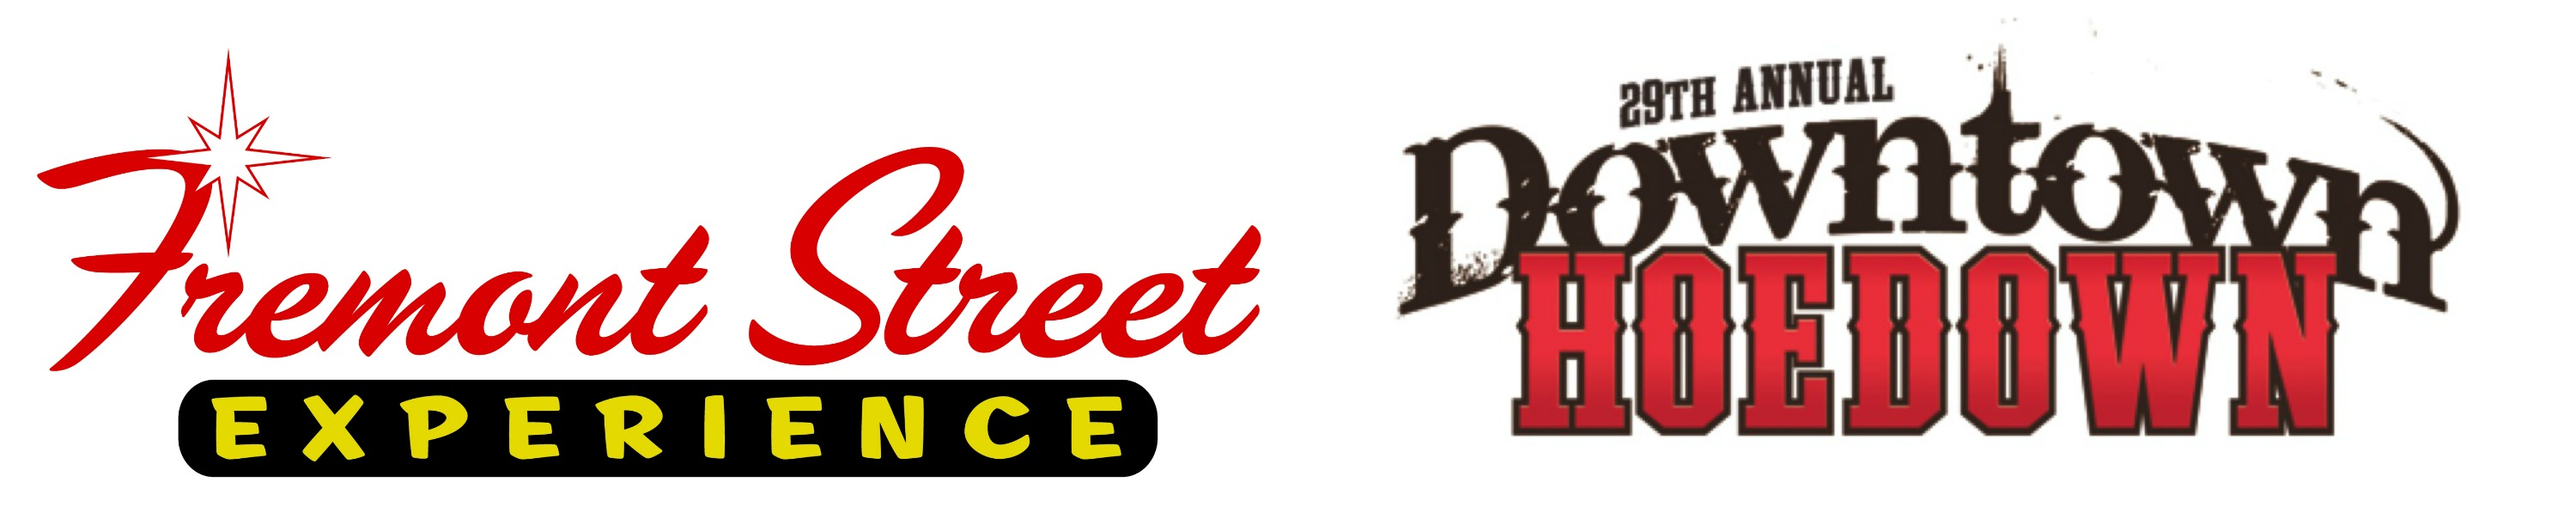 Fremont Street
EXPERIENCE
29TH ANNUAL
Downtown
HOEDOWN